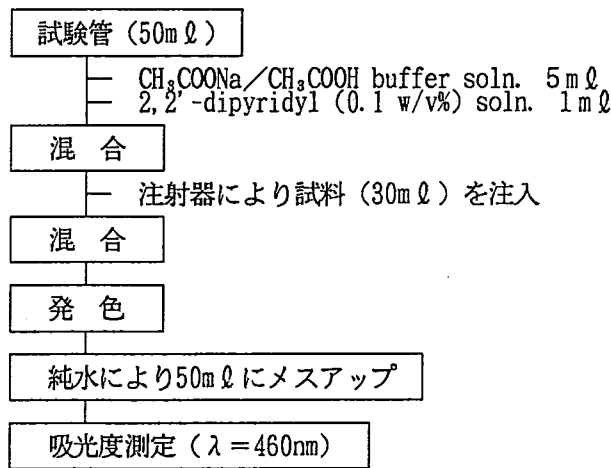 試験管（50mℓ）
CH₃COONa／CH₃COOH buffer soln. 5mℓ
2,2'-dipyridyl (0.1 w/v%) soln. 1mℓ
混　合
注射器により試料（30mℓ）を注入
混　合
発　色
純水により50mℓにメスアップ
吸光度測定（λ＝460nm）